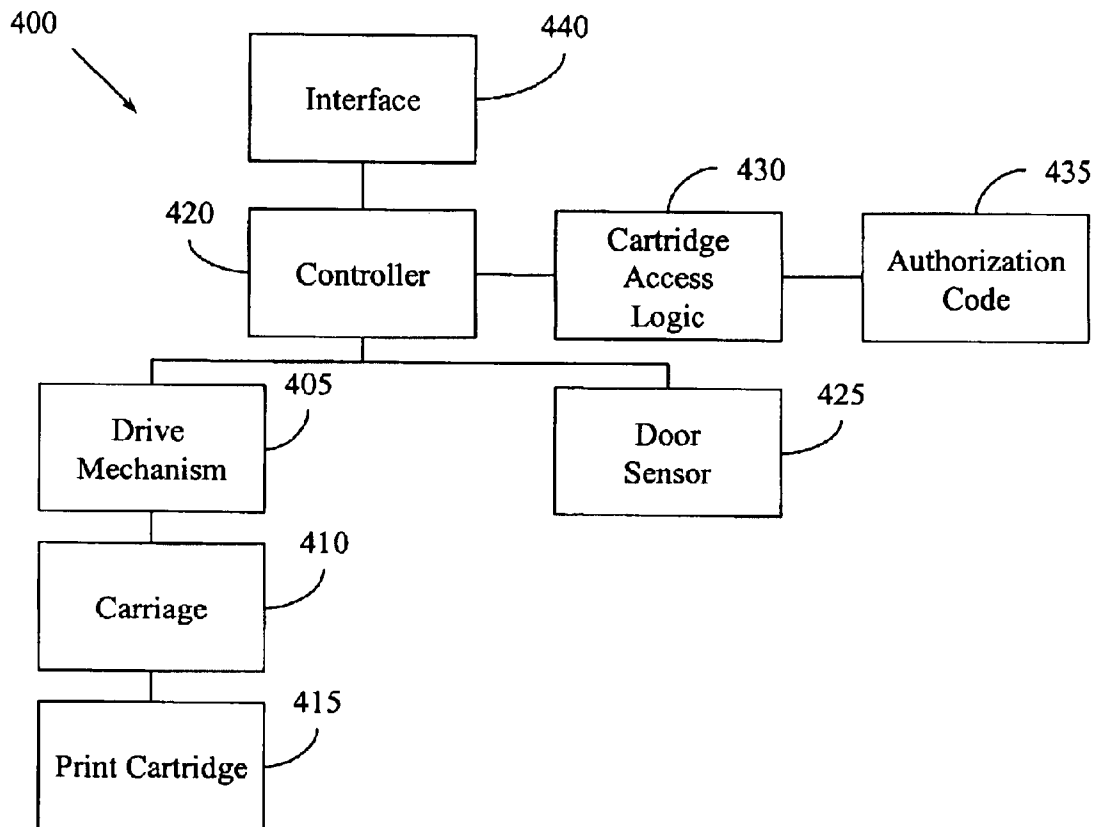 400
440
Interface
430
435
420
Controller
Cartridge
Access
Logic
Authorization
Code
405
425
Drive
Mechanism
Door
Sensor
410
Carriage
415
Print Cartridge